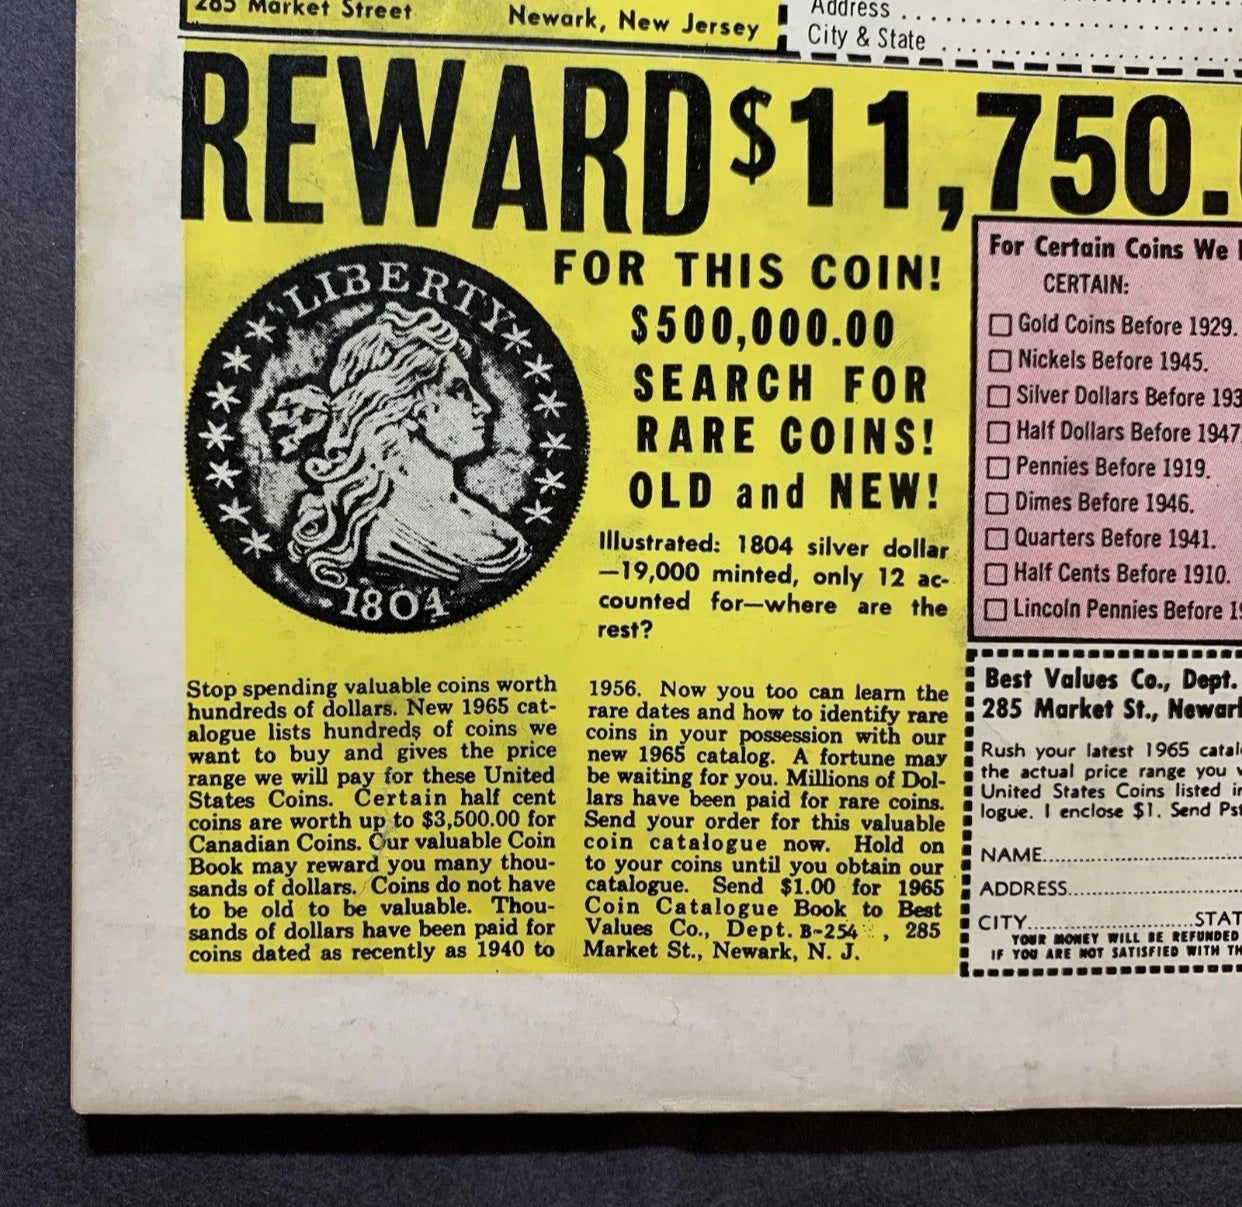 285 Market Street
Newark, New Jersey
Address
City & State
REWARD $11,750.
FOR THIS COIN!
$500,000.00
SEARCH FOR
RARE COINS!
OLD and NEW!
LIBERTY
1804
Illustrated: 1804 silver dollar
—19,000 minted, only 12 ac-
counted for—where are the
rest?
Stop spending valuable coins worth
hundreds of dollars. New 1965 cat-
alogue lists hundreds of coins we
want to buy and gives the price
range we will pay for these United
States Coins. Certain half cent
coins are worth up to $3,500.00 for
Canadian Coins. Our valuable Coin
Book may reward you many thou-
sands of dollars. Coins do not have
to be old to be valuable. Thou-
sands of dollars have been paid for
coins dated as recently as 1940 to
1956. Now you too can learn the
rare dates and how to identify rare
coins in your possession with our
new 1965 catalog. A fortune may
be waiting for you. Millions of Dol-
lars have been paid for rare coins.
Send your order for this valuable
coin catalogue now. Hold on
to your coins until you obtain our
catalogue. Send $1.00 for 1965
Coin Catalogue Book to Best
Values Co., Dept. B-254 , 285
Market St., Newark, N. J.
For Certain Coins We
CERTAIN:
Gold Coins Before 1929.
Nickels Before 1945.
Silver Dollars Before 193
Half Dollars Before 1947
Pennies Before 1919.
Dimes Before 1946.
Quarters Before 1941.
Half Cents Before 1910.
Lincoln Pennies Before
Best Values Co., Dept.
285 Market St., Newark
Rush your latest 1965 catal
the actual price range you
United States Coins listed
logue. I enclose $1. Send
NAME
ADDRESS
CITY STAT
YOUR MONEY WILL BE REFUNDED
IF YOU ARE NOT SATISFIED WITH